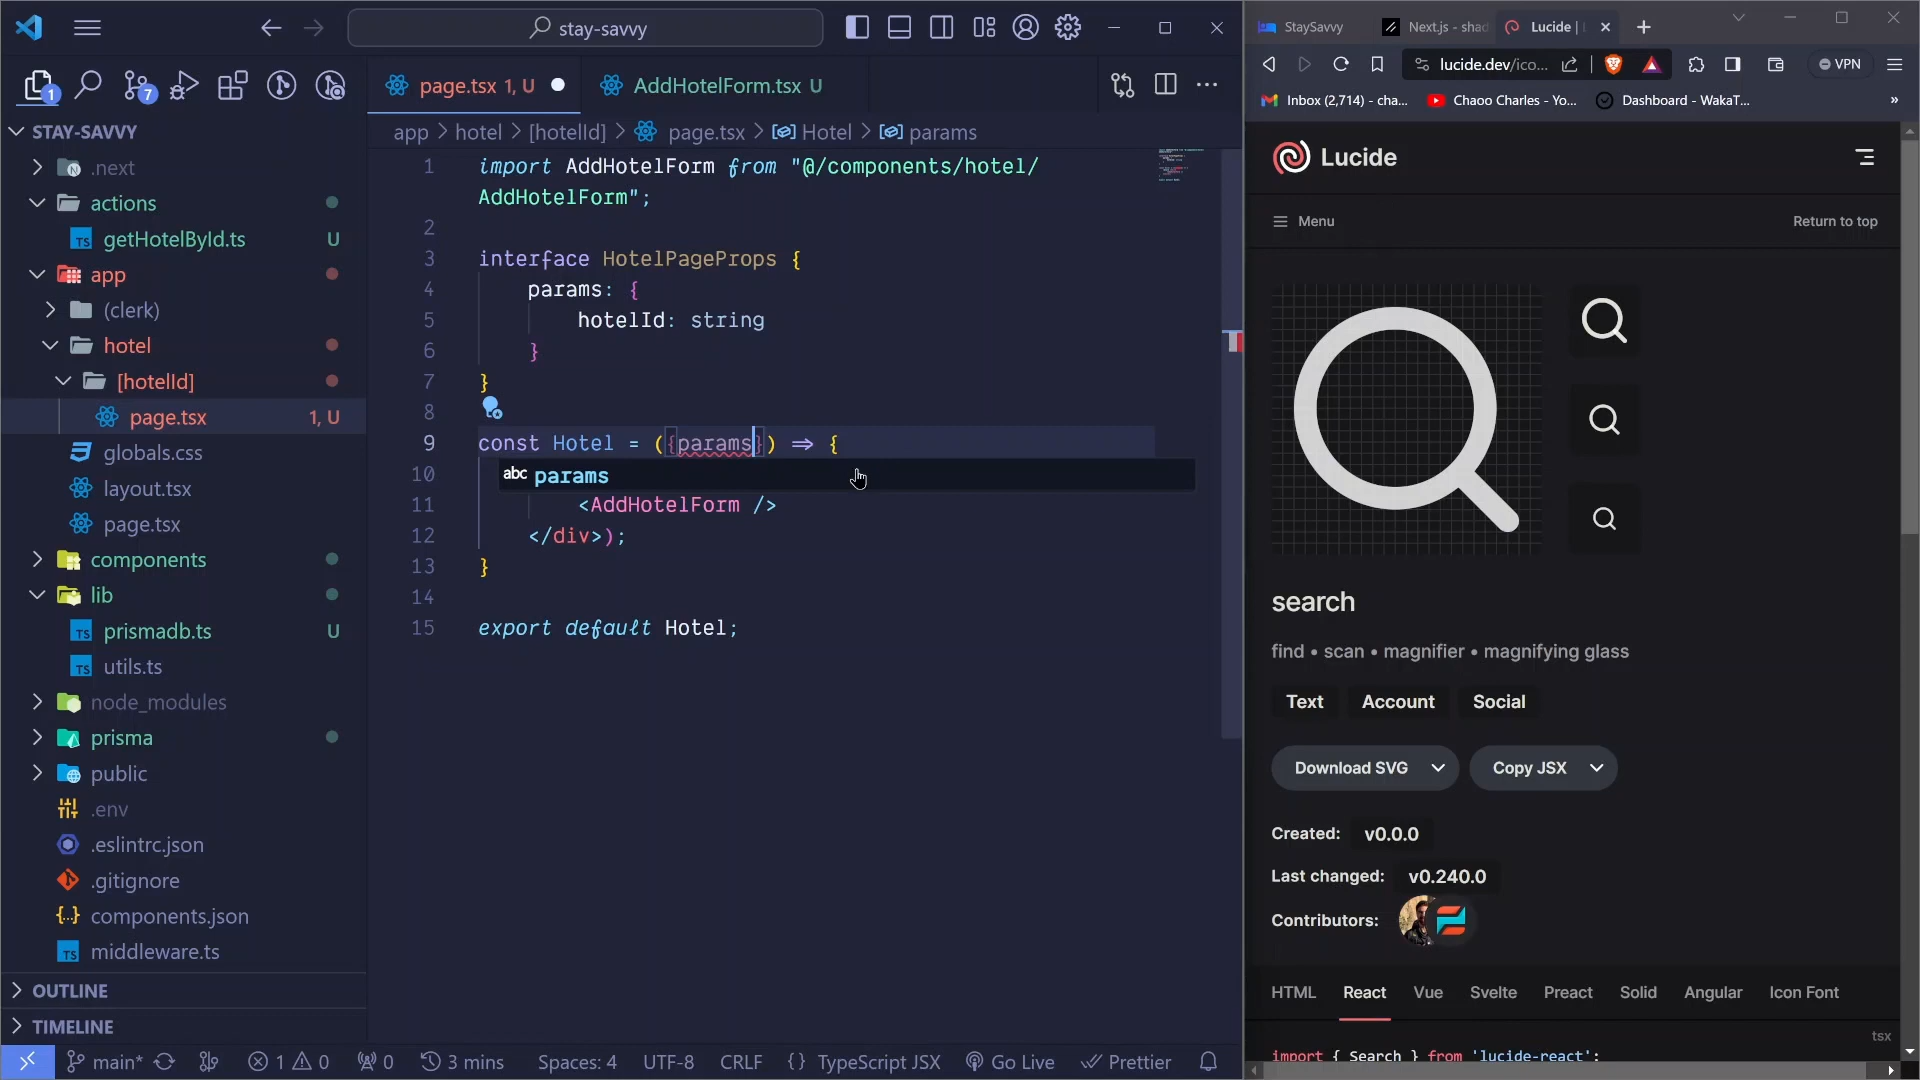 stay-savvy
1
7
page.tsx 1, U
AddHotelForm.tsx U
STAY-SAVVY
.next
actions
getHotelById.ts U
app
(clerk)
hotel
[hotelId]
page.tsx 1, U
globals.css
layout.tsx
page.tsx
components
lib
prismadb.ts U
utils.ts
node_modules
prisma
public
.env
.eslintrc.json
.gitignore
components.json
middleware.ts
OUTLINE
TIMELINE
app > hotel > [hotelId] > page.tsx > Hotel > params
1 import AddHotelForm from "@/components/hotel/
AddHotelForm";
2
3 interface HotelPageProps {
4 params: {
5 hotelId: string
6 }
7 }
8
9 const Hotel = ({params}) => {
10 abc params
11 <AddHotelForm />
12 </div>);
13 }
14
15 export default Hotel;
main* 1 0 0 3 mins Spaces: 4 UTF-8 CRLF {} TypeScript JSX Go Live Prettier
StaySavvy
Next.js - shad
Lucide |
lucide.dev/ico...
VPN
Inbox (2,714) - cha...
Chaoo Charles - Yo...
Dashboard - WakaT...
»
Lucide
Menu
Return to top
search
find • scan • magnifier • magnifying glass
Text Account Social
Download SVG
Copy JSX
Created: v0.0.0
Last changed: v0.240.0
Contributors:
HTML React Vue Svelte Preact Solid Angular Icon Font
tsx
import { Search } from 'lucide-react';